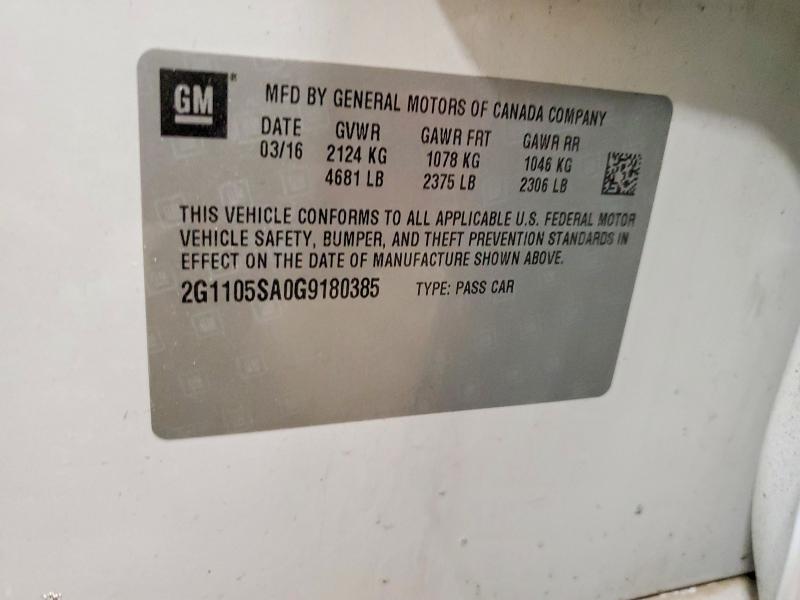 GM
MFD BY GENERAL MOTORS OF CANADA COMPANY
DATE GVWR GAWR FRT GAWR RR
03/16 2124 KG 1078 KG 1046 KG
4681 LB 2375 LB 2306 LB
THIS VEHICLE CONFORMS TO ALL APPLICABLE U.S. FEDERAL MOTOR
VEHICLE SAFETY, BUMPER, AND THEFT PREVENTION STANDARDS IN
EFFECT ON THE DATE OF MANUFACTURE SHOWN ABOVE.
2G1105SA0G9180385 TYPE: PASS CAR